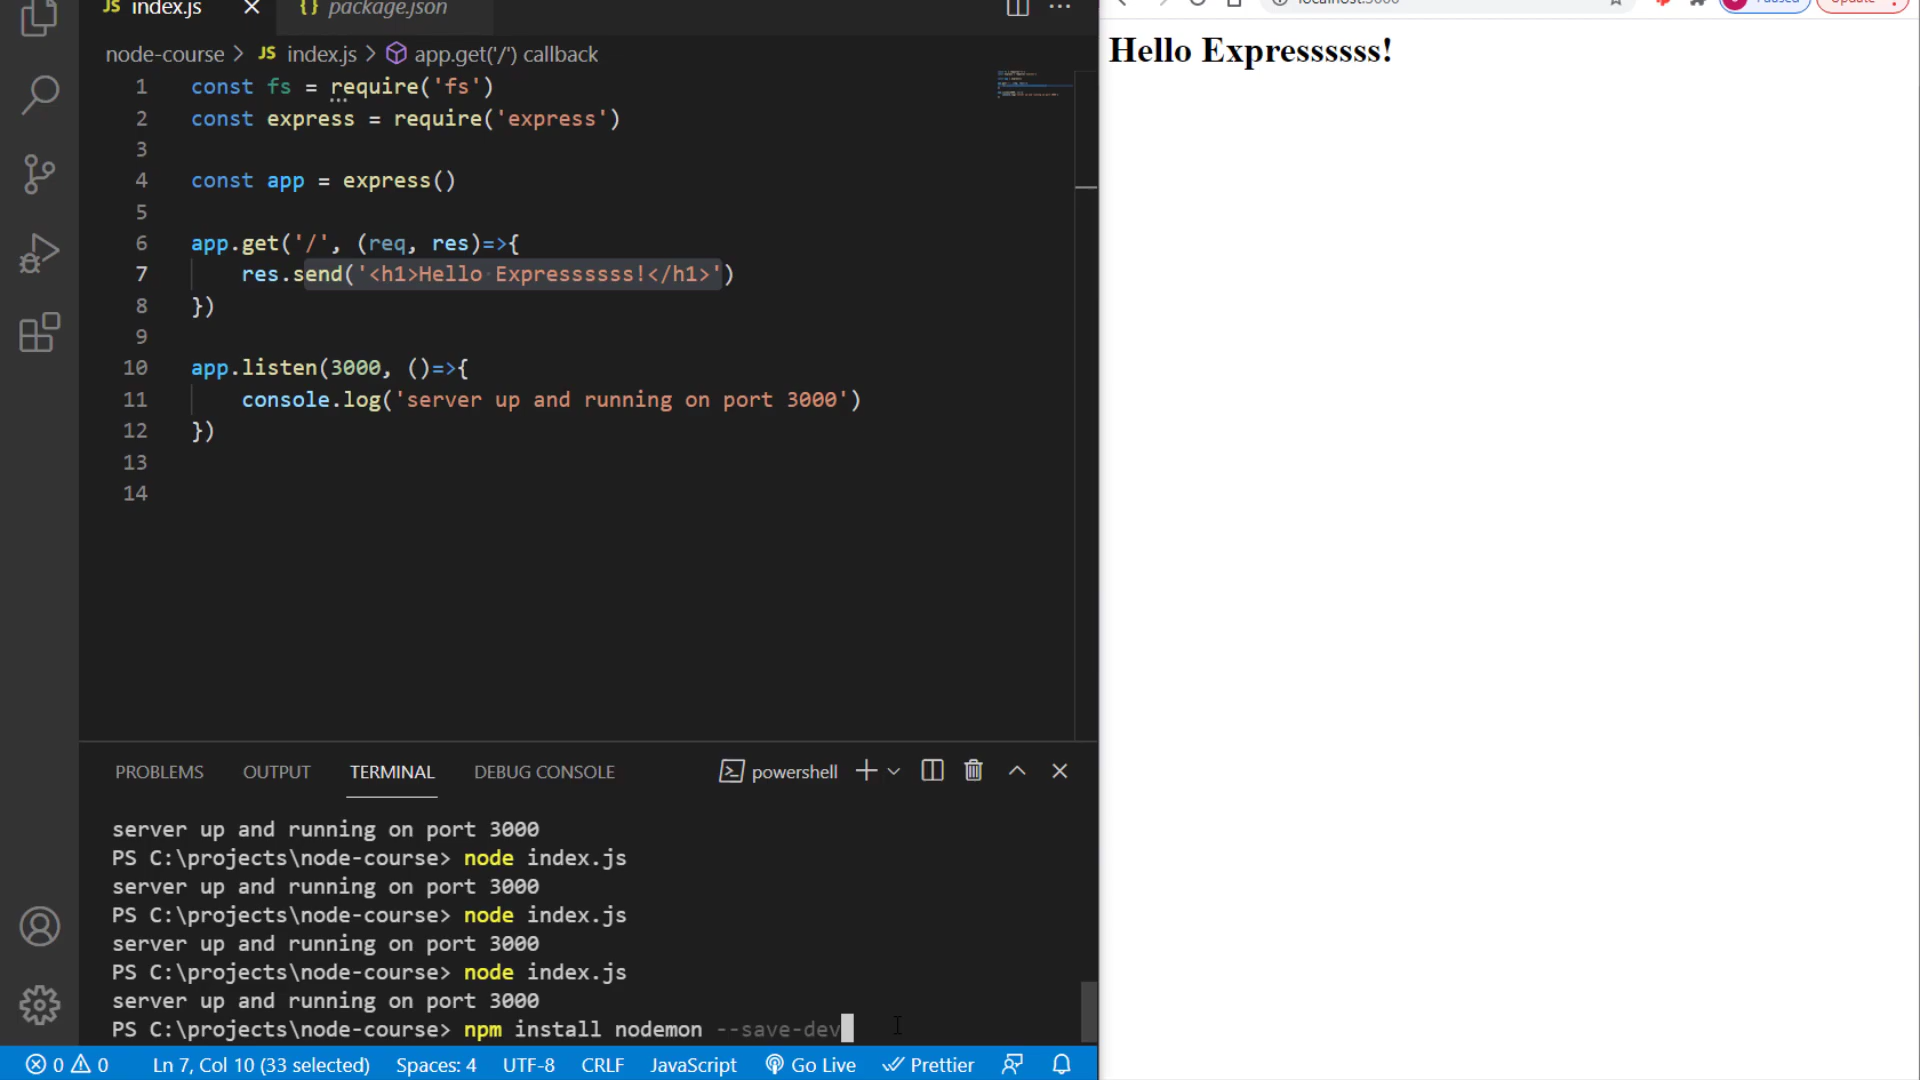 JS index.js
{} package.json
node-course > JS index.js > app.get('/') callback
1 const fs = require('fs')
2 const express = require('express')
3
4 const app = express()
5
6 app.get('/', (req, res)=>{
7 res.send('<h1>Hello Expressssss!</h1>')
8 })
9
10 app.listen(3000, ()=>{
11 console.log('server up and running on port 3000')
12 })
13
14
PROBLEMS OUTPUT TERMINAL DEBUG CONSOLE powershell
server up and running on port 3000
PS C:\projects\node-course> node index.js
server up and running on port 3000
PS C:\projects\node-course> node index.js
server up and running on port 3000
PS C:\projects\node-course> node index.js
server up and running on port 3000
PS C:\projects\node-course> npm install nodemon --save-dev
0 0 Ln 7, Col 10 (33 selected) Spaces: 4 UTF-8 CRLF JavaScript Go Live Prettier
localhost:3000 Paused Update
Hello Expressssss!